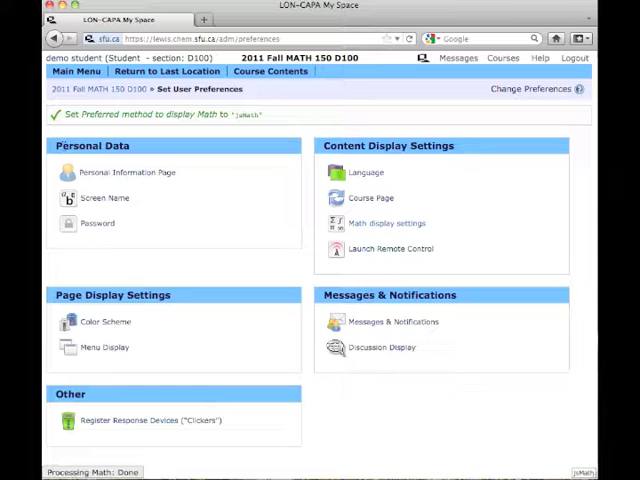 LON-CAPA My Space
LON-CAPA My Space
sfu.ca https://lewis.chem.sfu.ca/adm/preferences Google
demo student (Student - section: D100) 2011 Fall MATH 150 D100 Messages Courses Help Logout
Main Menu Return to Last Location Course Contents
2011 Fall MATH 150 D100 » Set User Preferences Change Preferences
Set Preferred method to display Math to "jsMath"
Personal Data
Personal Information Page
Screen Name
Password
Content Display Settings
Language
Course Page
Math display settings
Launch Remote Control
Page Display Settings
Color Scheme
Menu Display
Messages & Notifications
Messages & Notifications
Discussion Display
Other
Register Response Devices ("Clickers")
Processing Math: Done
jsMath